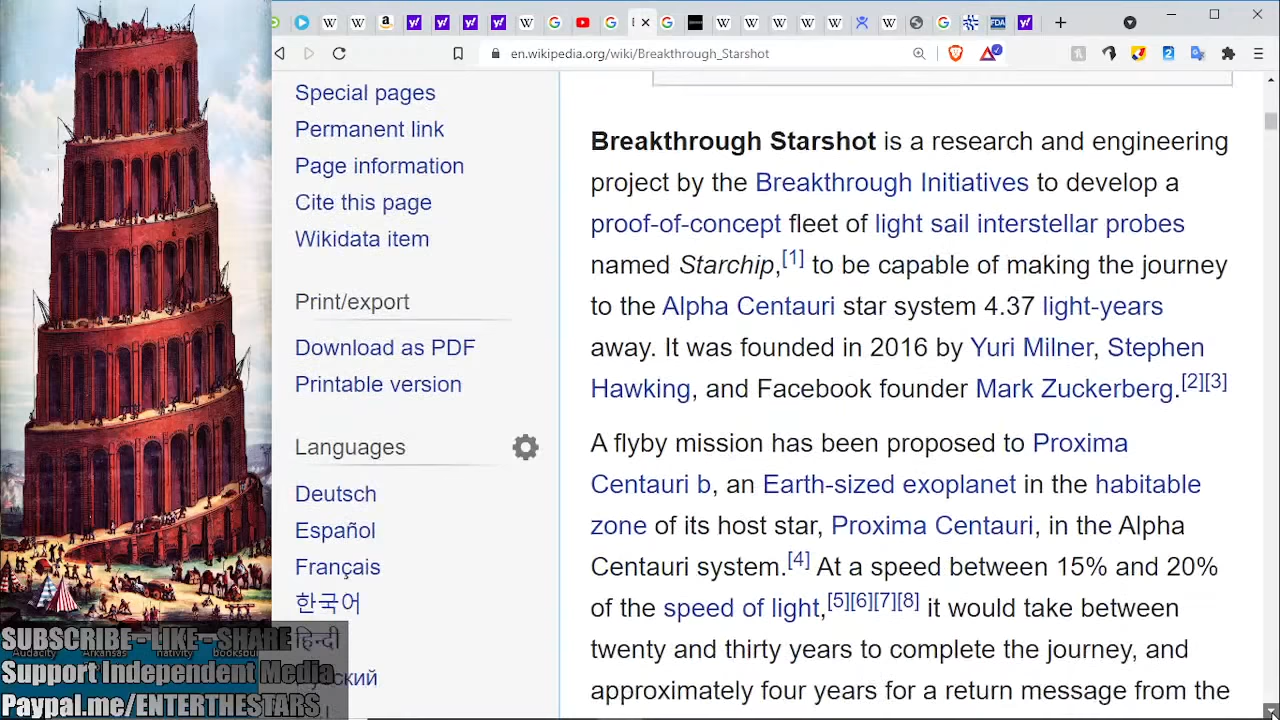 en.wikipedia.org/wiki/Breakthrough_Starshot
Special pages
Permanent link
Page information
Cite this page
Wikidata item
Print/export
Download as PDF
Printable version
Languages
Deutsch
Español
Français
한국어
हिन्दी
Breakthrough Starshot is a research and engineering
project by the Breakthrough Initiatives to develop a
proof-of-concept fleet of light sail interstellar probes
named Starchip,[1] to be capable of making the journey
to the Alpha Centauri star system 4.37 light-years
away. It was founded in 2016 by Yuri Milner, Stephen
Hawking, and Facebook founder Mark Zuckerberg.[2][3]
A flyby mission has been proposed to Proxima
Centauri b, an Earth-sized exoplanet in the habitable
zone of its host star, Proxima Centauri, in the Alpha
Centauri system.[4] At a speed between 15% and 20%
of the speed of light,[5][6][7][8] it would take between
twenty and thirty years to complete the journey, and
approximately four years for a return message from the
SUBSCRIBE - LIKE - SHARE
Audacity Arkansas nativity
Support Independent Media
Paypal.me/ENTERTHESTARS